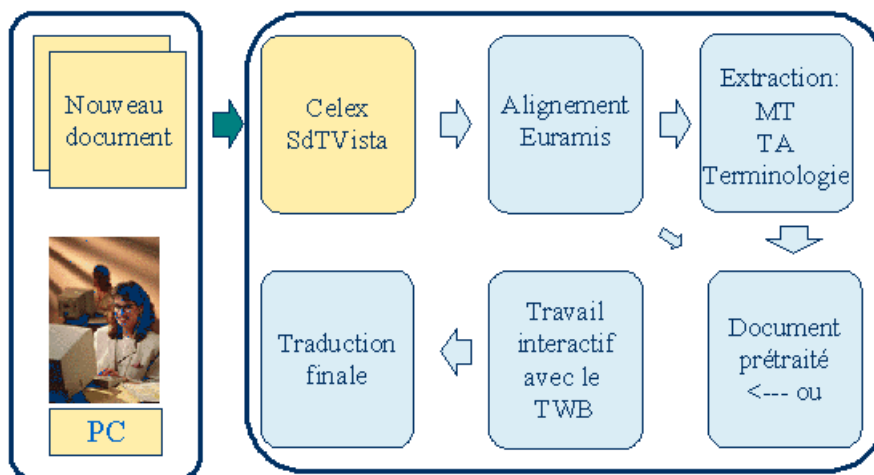 Nouveau
document
PC
Celex
SdTVista
Alignement
Euramis
Extraction:
MT
TA
Terminologie
Traduction
finale
Travail
interactif
avec le
TWB
Document
prétraité
<--- ou